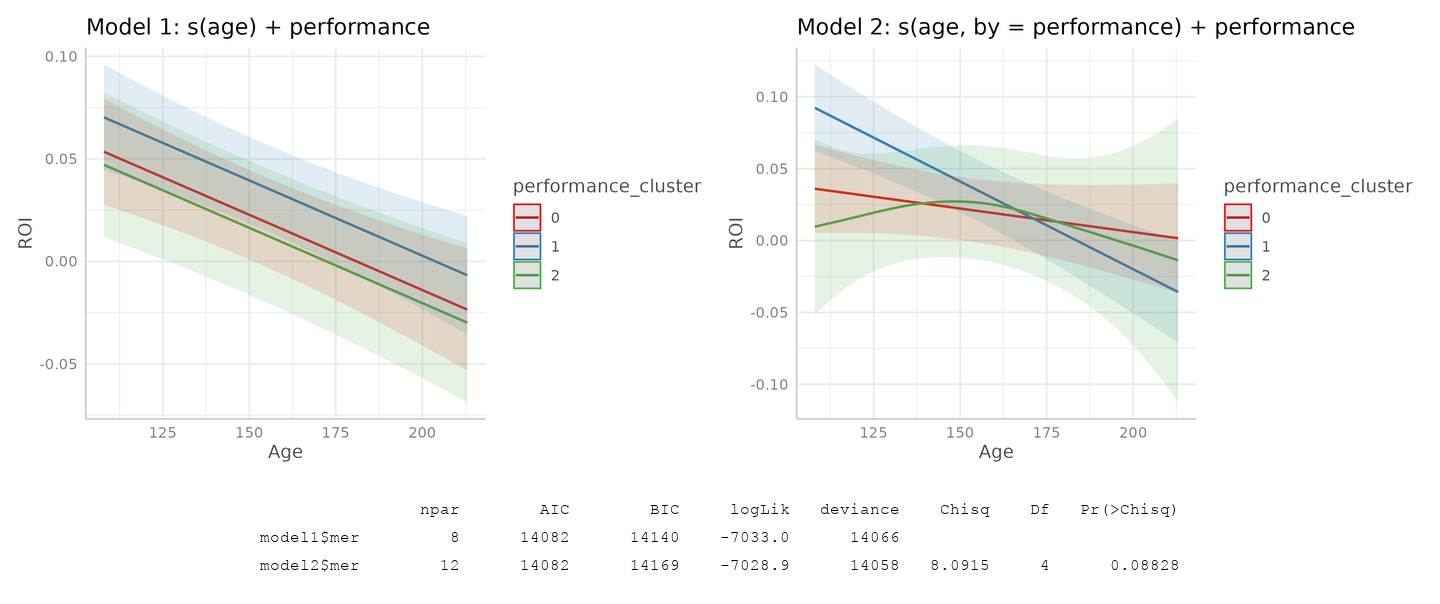 Model 1: s(age) + performance
0.10
0.05
0.00
-0.05
ROI
125 150 175 200
Age
performance_cluster
0
1
2
Model 2: s(age, by = performance) + performance
0.10
0.05
0.00
-0.05
-0.10
ROI
125 150 175 200
Age
performance_cluster
0
1
2
npar AIC BIC logLik deviance Chisq Df Pr(>Chisq)
model1$mer 8 14082 14140 -7033.0 14066
model2$mer 12 14082 14169 -7028.9 14058 8.0915 4 0.08828